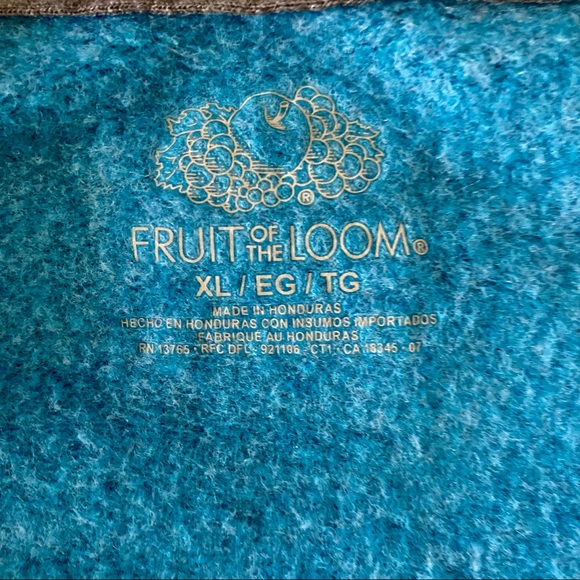 ®
FRUIT OF THE LOOM®
XL / EG / TG
MADE IN HONDURAS
HECHO EN HONDURAS CON INSUMOS IMPORTADOS
FABRIQUE AU HONDURAS
RN 13765 · RFC DFL - 921106 - CT1 · CA 18345 - 07